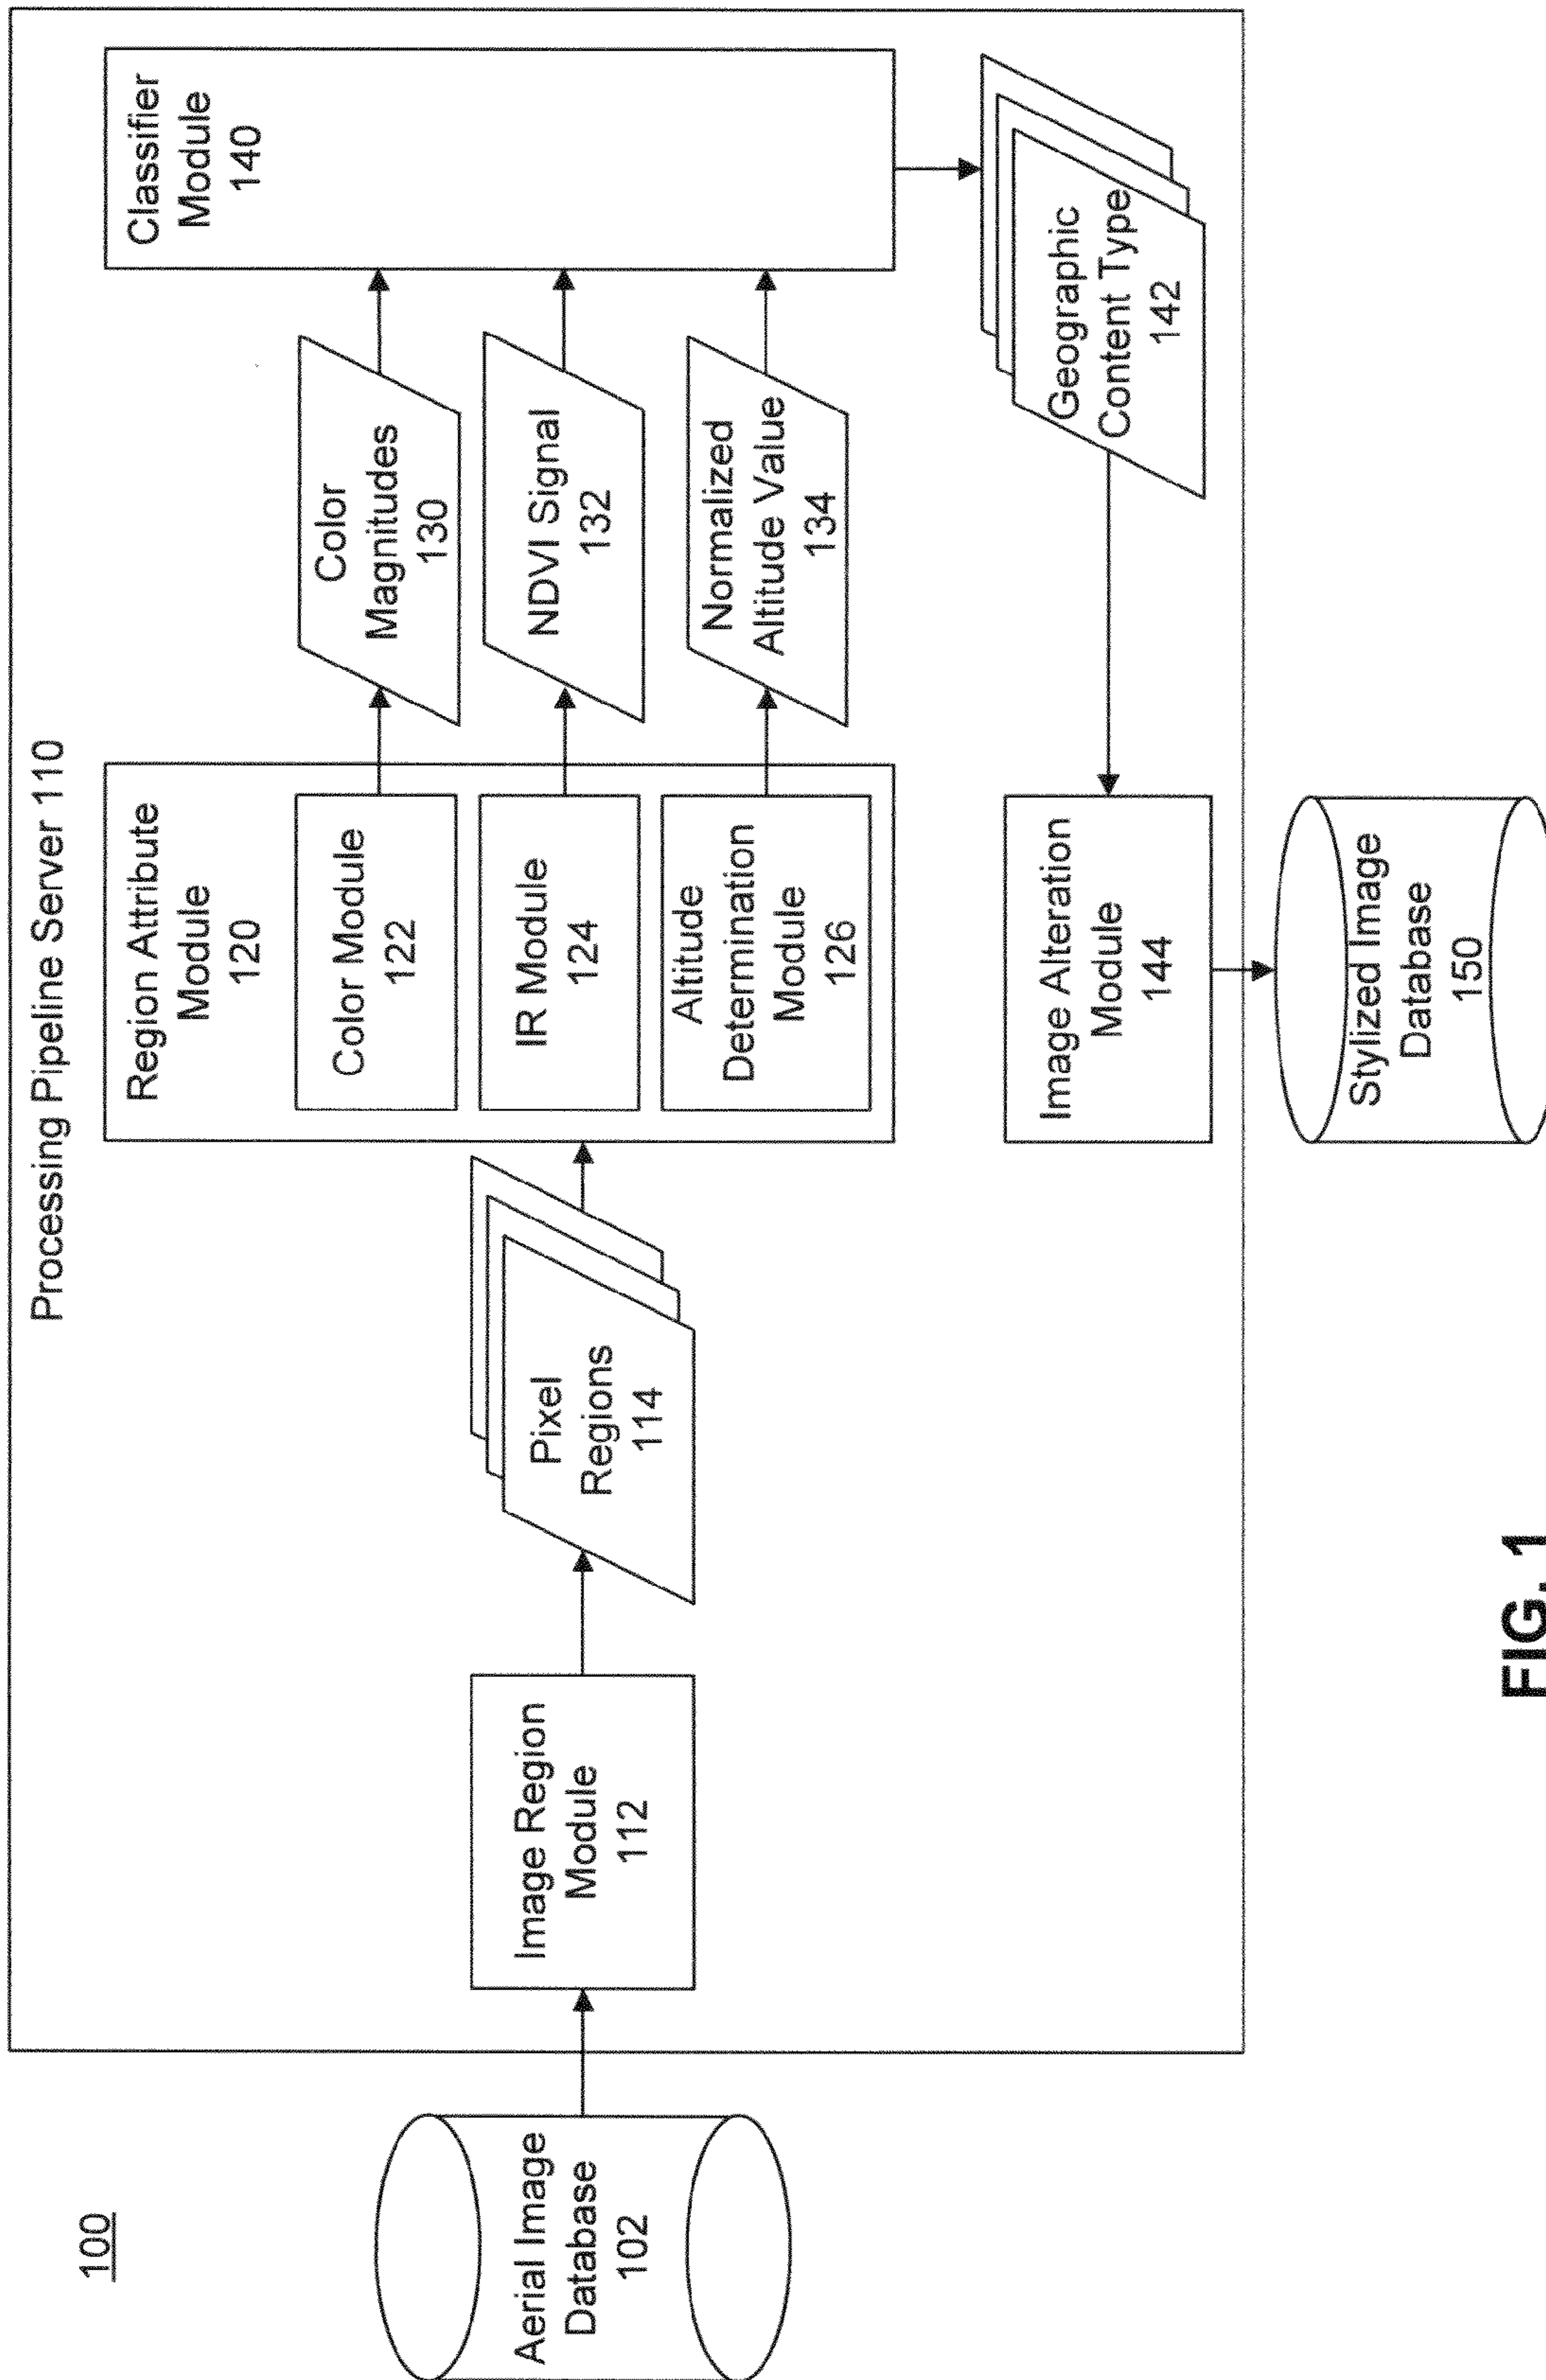 100
Processing Pipeline Server 110
Aerial Image
Database
102
Image Region
Module
112
Pixel
Regions
114
Region Attribute
Module
120
Color Module
122
IR Module
124
Altitude
Determination
Module
126
Color
Magnitudes
130
NDVI Signal
132
Normalized
Altitude Value
134
Classifier
Module
140
Geographic
Content Type
142
Image Alteration
Module
144
Stylized Image
Database
150
FIG. 1